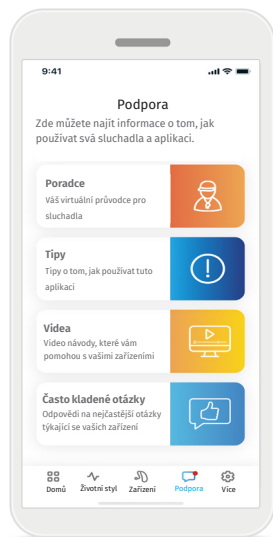 9:41
Podpora
Zde můžete najít informace o tom, jak
používat svá sluchadla a aplikaci.
Poradce
Váš virtuální průvodce pro
sluchadla
Tipy
Tipy o tom, jak používat tuto
aplikaci
Videa
Video návody, které vám
pomohou s vašimi zařízeními
Často kladené otázky
Odpovědi na nejčastější otázky
týkající se vašich zařízení
Domů Životní styl Zařízení Podpora Více